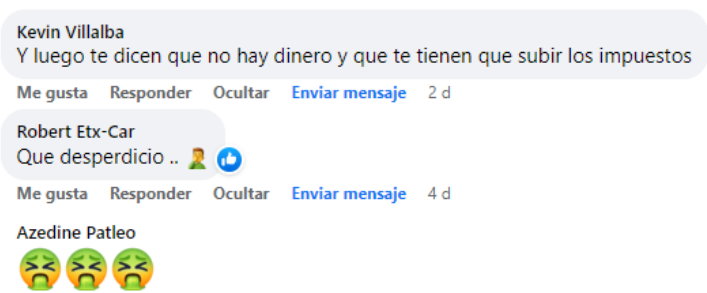 Kevin Villalba
Y luego te dicen que no hay dinero y que te tienen que subir los impuestos
Me gusta Responder Ocultar Enviar mensaje 2 d
Robert Etx-Car
Que desperdicio .. 🤦‍♂️
Me gusta Responder Ocultar Enviar mensaje 4 d
Azedine Patleo
🤮🤮🤮